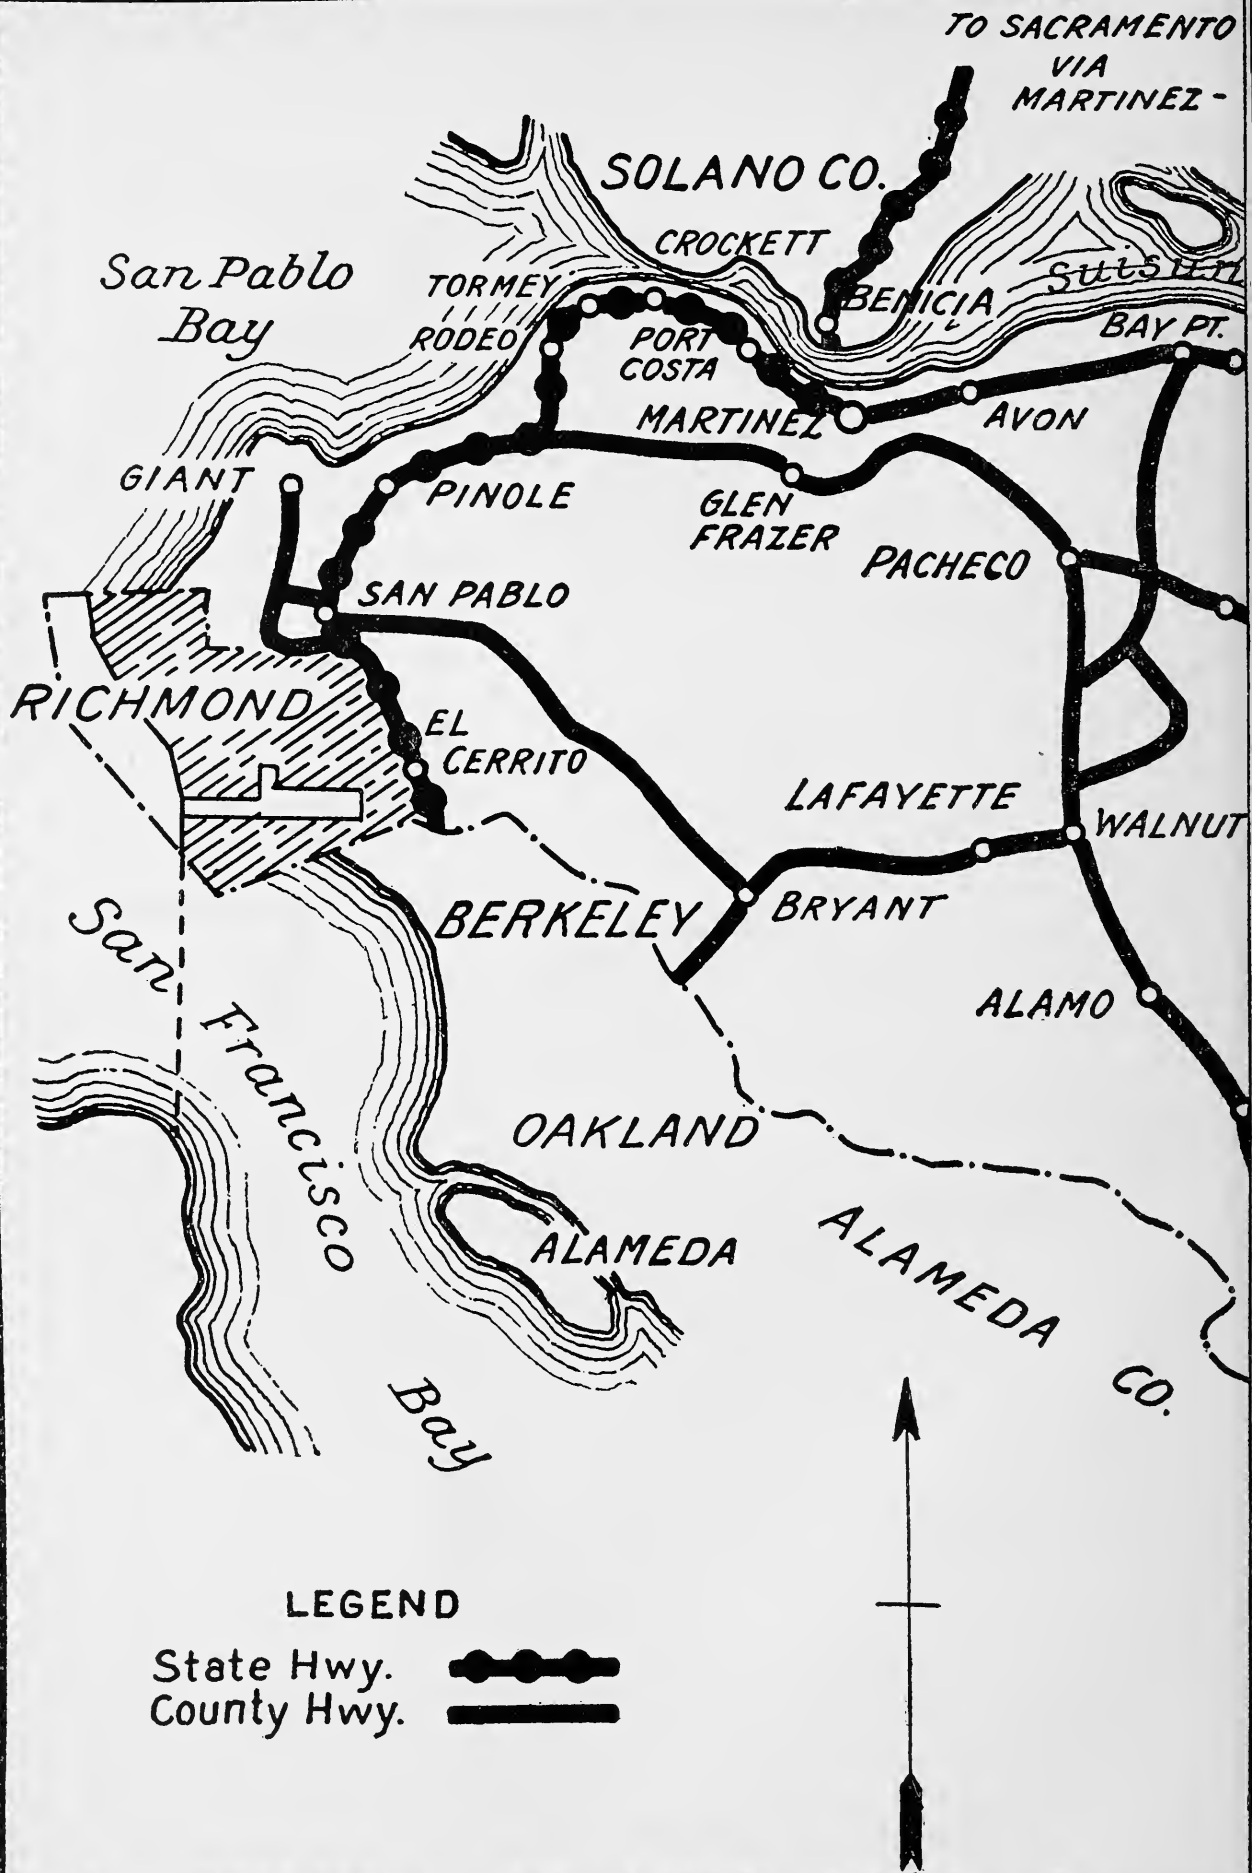 TO SACRAMENTO
VIA
MARTINEZ -
SOLANO CO.
CROCKETT
San Pablo
Bay
TORMEY
Suisun
BENICIA
RODEO
PORT
COSTA
BAY PT.
MARTINEZ
AVON
GIANT
PINOLE
GLEN
FRAZER
PACHECO
SAN PABLO
RICHMOND
EL
CERRITO
LAFAYETTE
WALNUT
BERKELEY
BRYANT
San
Francisco
Bay
ALAMO
OAKLAND
ALAMEDA
ALAMEDA
CO.
LEGEND
State Hwy.
County Hwy.